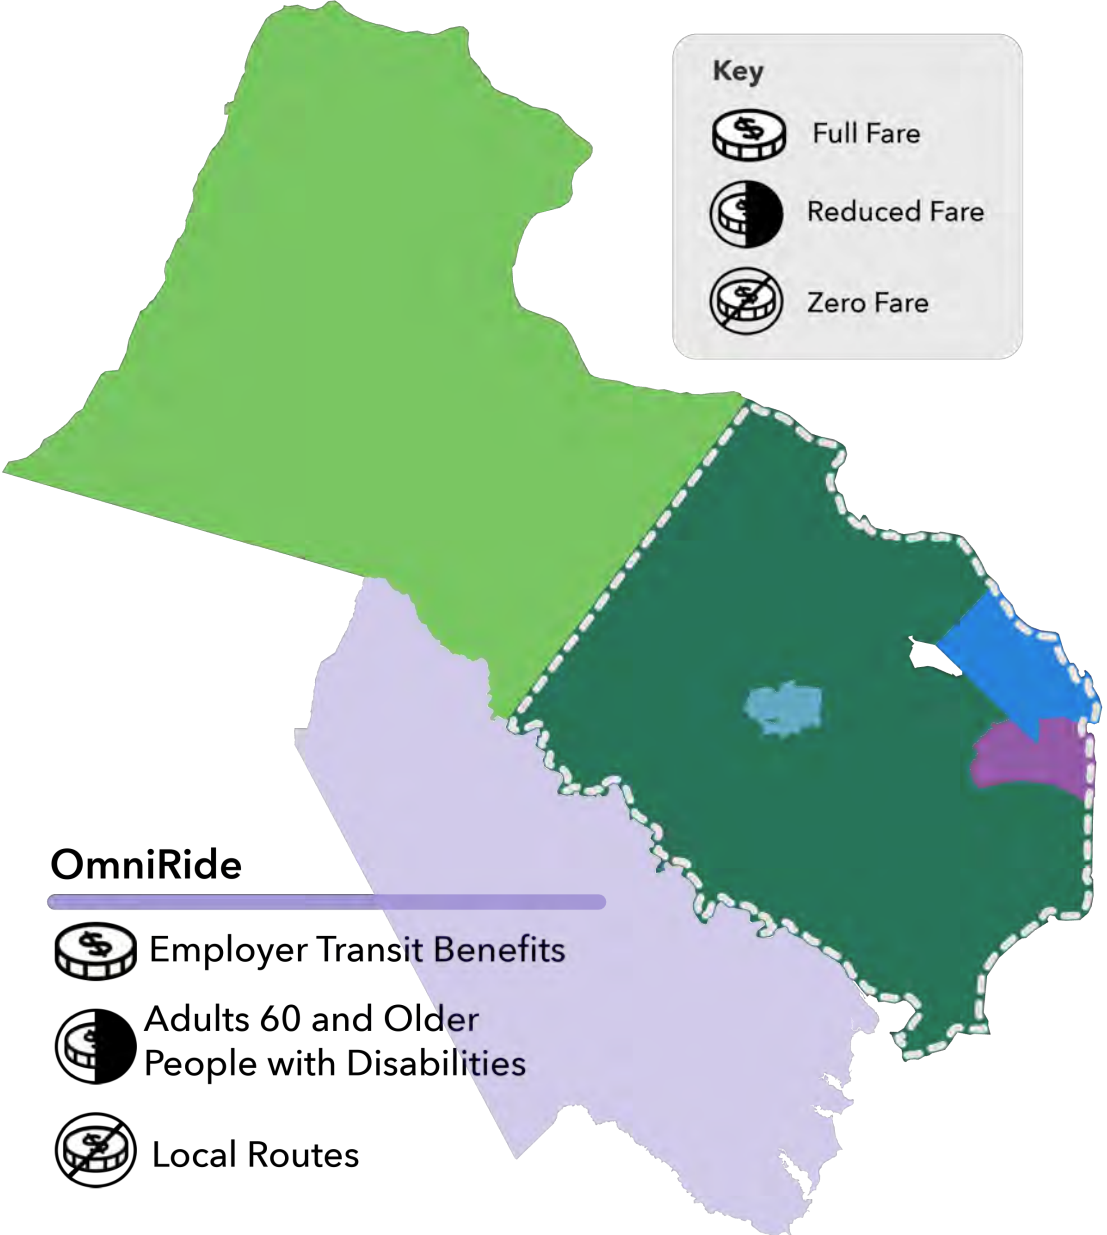 Key
Full Fare
Reduced Fare
Zero Fare
OmniRide
Employer Transit Benefits
Adults 60 and Older
People with Disabilities
Local Routes